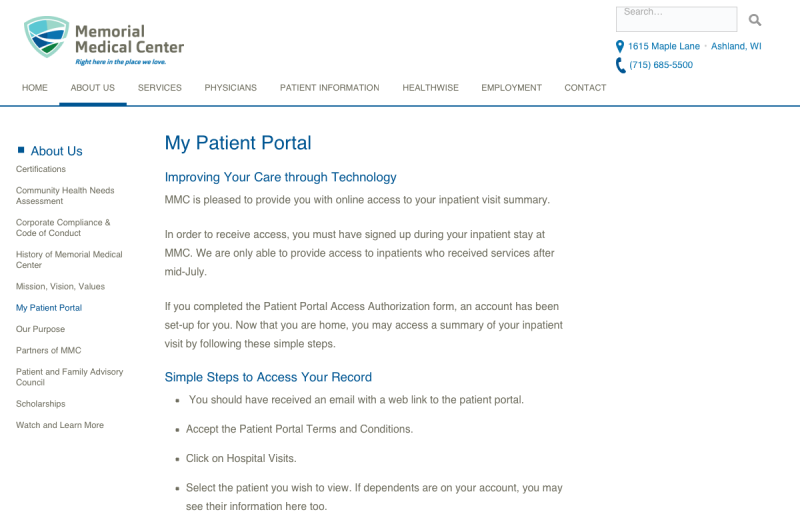 Memorial
Medical Center
Right here in the place we love.
Search...
1615 Maple Lane · Ashland, WI
(715) 685-5500
HOME ABOUT US SERVICES PHYSICIANS PATIENT INFORMATION HEALTHWISE EMPLOYMENT CONTACT
About Us
Certifications
Community Health Needs
Assessment
Corporate Compliance &
Code of Conduct
History of Memorial Medical
Center
Mission, Vision, Values
My Patient Portal
Our Purpose
Partners of MMC
Patient and Family Advisory
Council
Scholarships
Watch and Learn More
My Patient Portal
Improving Your Care through Technology
MMC is pleased to provide you with online access to your inpatient visit summary.
In order to receive access, you must have signed up during your inpatient stay at
MMC. We are only able to provide access to inpatients who received services after
mid-July.
If you completed the Patient Portal Access Authorization form, an account has been
set-up for you. Now that you are home, you may access a summary of your inpatient
visit by following these simple steps.
Simple Steps to Access Your Record
You should have received an email with a web link to the patient portal.
Accept the Patient Portal Terms and Conditions.
Click on Hospital Visits.
Select the patient you wish to view. If dependents are on your account, you may
see their information here too.